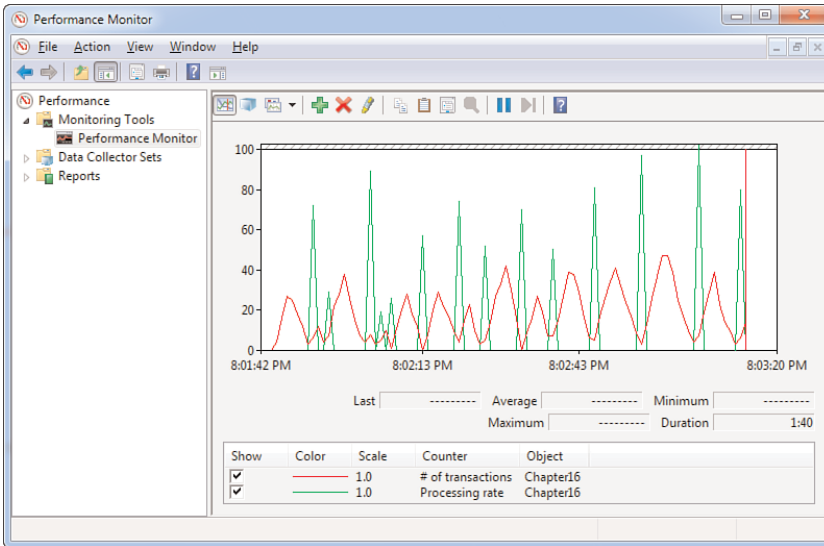 Performance Monitor
File Action View Window Help
Performance
Monitoring Tools
Performance Monitor
Data Collector Sets
Reports
100
80
60
40
20
0
8:01:42 PM 8:02:13 PM 8:02:43 PM 8:03:20 PM
Last --------- Average --------- Minimum ---------
Maximum --------- Duration 1:40
Show Color Scale Counter Object
1.0 # of transactions Chapter16
1.0 Processing rate Chapter16